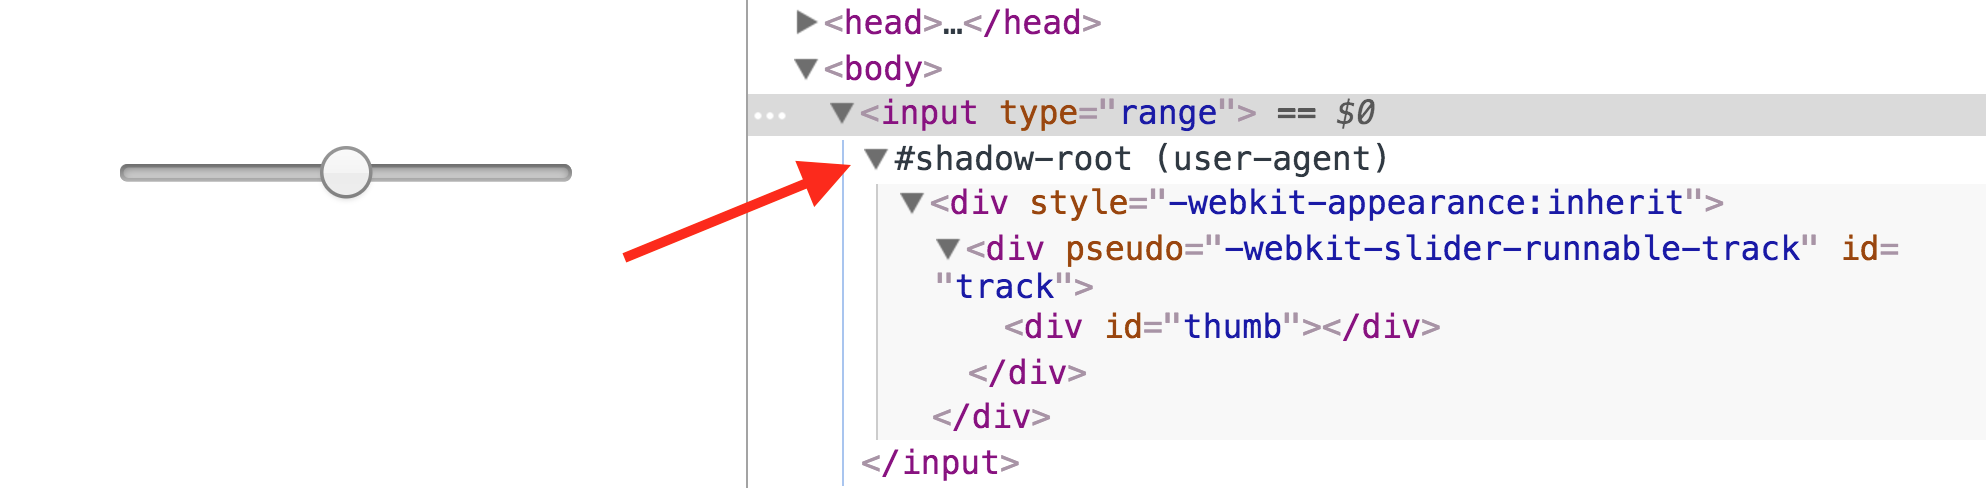 ▶<head>…</head>
▼<body>
… ▼<input type="range"> == $0
▼#shadow-root (user-agent)
▼<div style="-webkit-appearance:inherit">
▼<div pseudo="-webkit-slider-runnable-track" id=
"track">
<div id="thumb"></div>
</div>
</div>
</input>